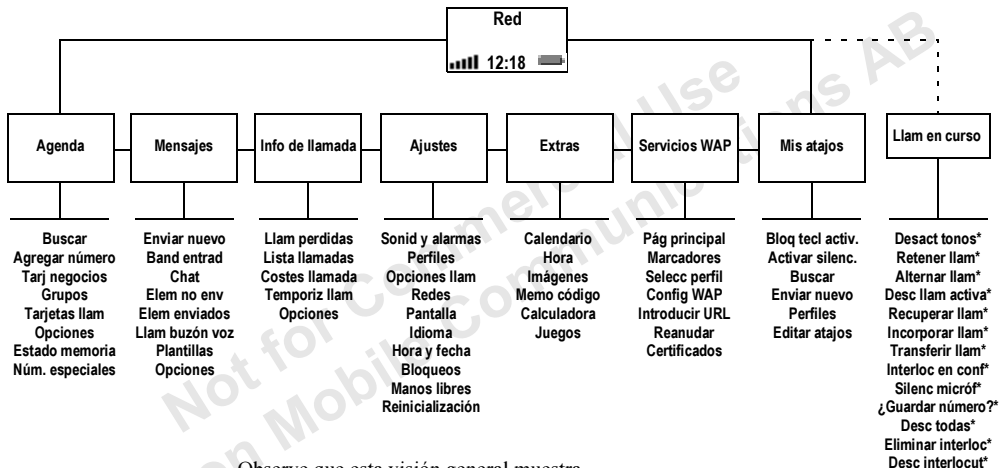 Red
12:18
Agenda
Mensajes
Info de llamada
Ajustes
Extras
Servicios WAP
Mis atajos
Llam en curso
Buscar
Agregar número
Tarj negocios
Grupos
Tarjetas llam
Opciones
Estado memoria
Núm. especiales
Enviar nuevo
Band entrad
Chat
Elem no env
Elem enviados
Llam buzón voz
Plantillas
Opciones
Llam perdidas
Lista llamadas
Costes llamada
Temporiz llam
Opciones
Sonid y alarmas
Perfiles
Opciones llam
Redes
Pantalla
Idioma
Hora y fecha
Bloqueos
Manos libres
Reinicialización
Calendario
Hora
Imágenes
Memo código
Calculadora
Juegos
Pág principal
Marcadores
Selecc perfil
Config WAP
Introducir URL
Reanudar
Certificados
Bloq tecl activ.
Activar silenc.
Buscar
Enviar nuevo
Perfiles
Editar atajos
Desact tonos*
Retener llam*
Alternar llam*
Desc llam activa*
Recuperar llam*
Incorporar llam*
Transferir llam*
Interloc en conf*
Silenc micróf*
¿Guardar número?*
Desc todas*
Eliminar interloc*
Desc interlocut*
Observe que esta visión general muestra
Not for Commercial Use
Mobile Communications AB